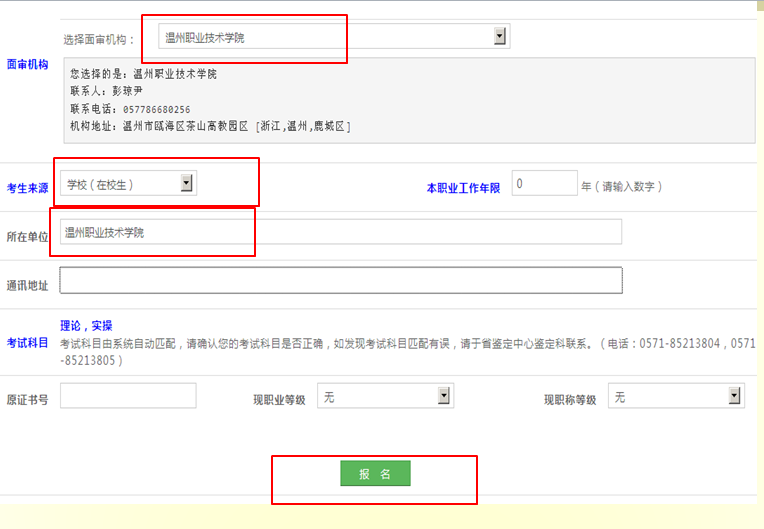 选择面审机构： 温州职业技术学院
面审机构
您选择的是：温州职业技术学院
联系人：彭琼尹
联系电话：057786680256
机构地址：温州市瓯海区茶山高教园区 [浙江,温州,鹿城区]
考生来源 学校（在校生） 本职业工作年限 0 年（请输入数字）
所在单位 温州职业技术学院
通讯地址
理论，实操
考试科目 考试科目由系统自动匹配，请确认您的考试科目是否正确，如发现考试科目匹配有误，请于省鉴定中心鉴定科联系。（电话：0571-85213804，0571
-85213805）
原证书号 现职业等级 无 现职称等级 无
报 名